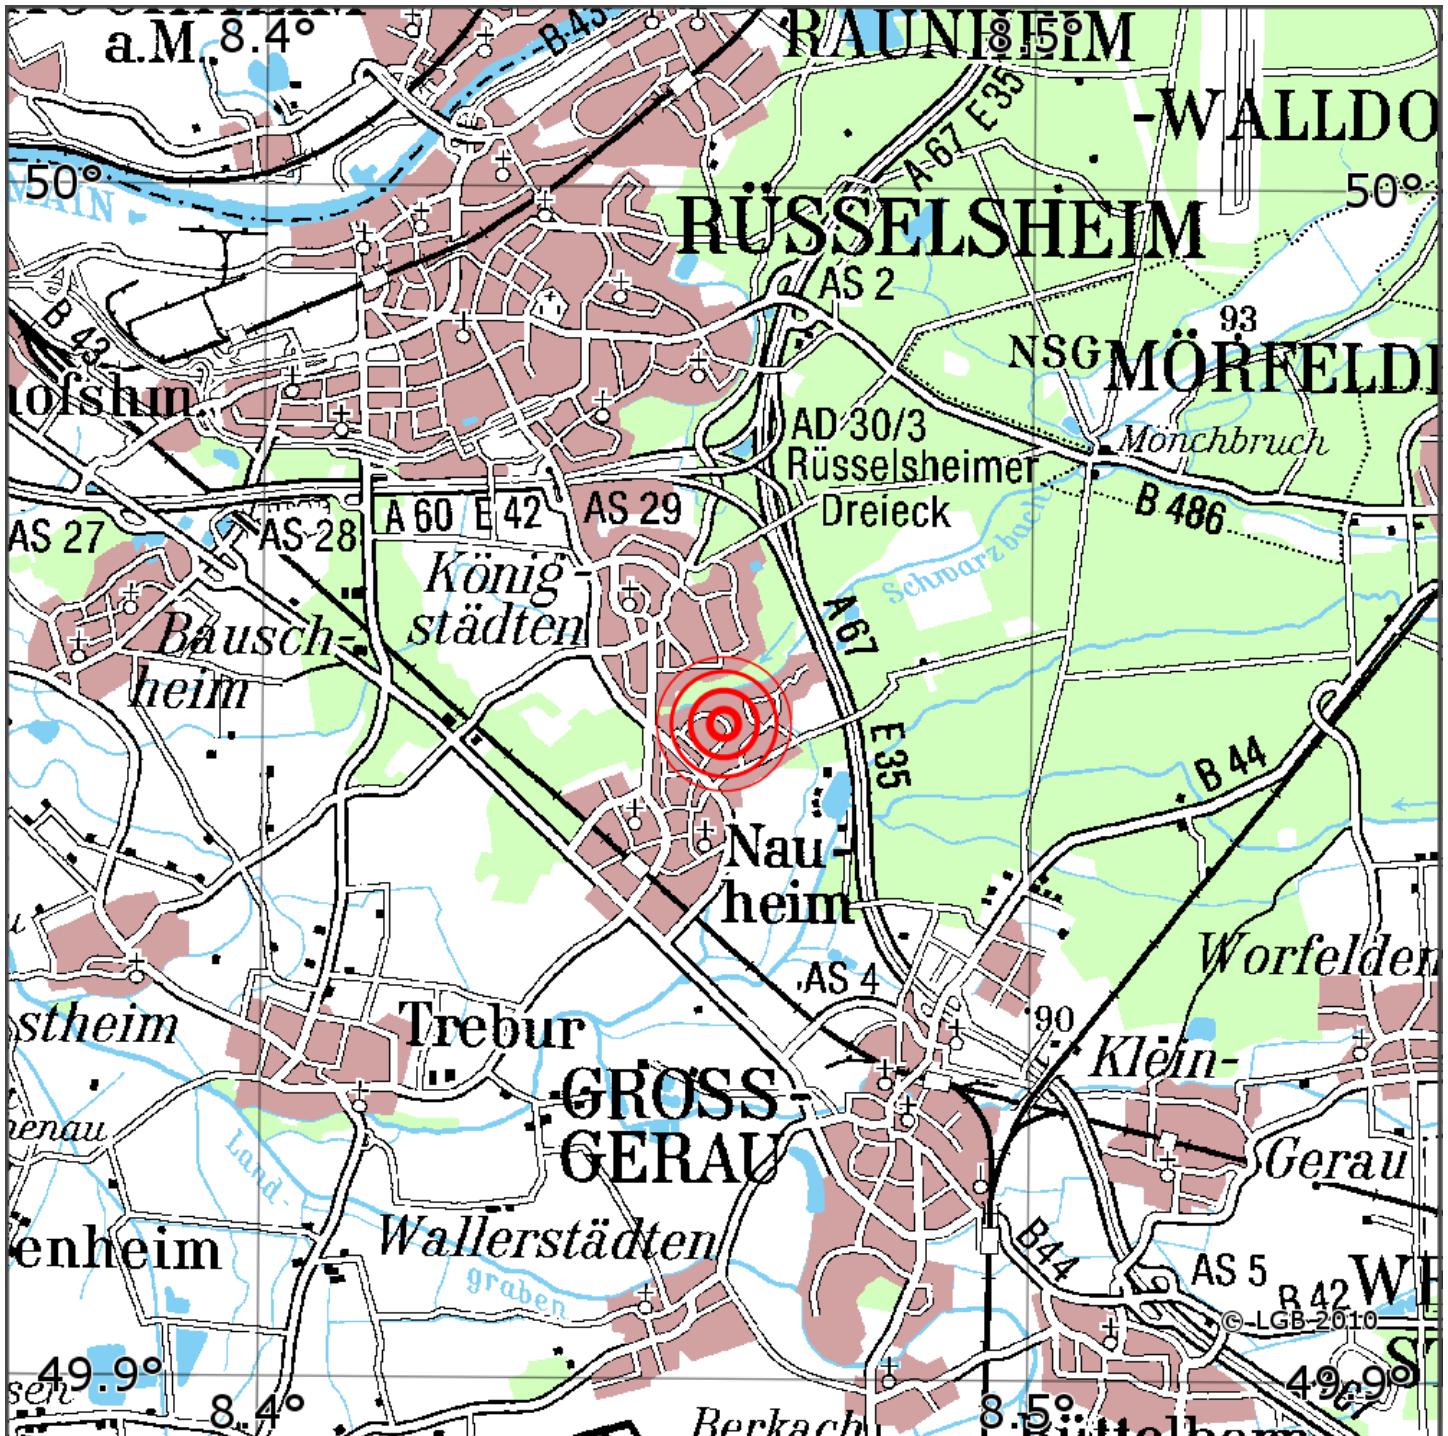 a.M.
8.4°
B 43
RAUNHEIM
8.5°
A 67
E 35
-WALLDO
50°
50°
MAIN
RÜSSELSHEIM
AS 2
B 43
93
NSG
MÖRFELD
AD 30/3
Rüsselsheimer
Dreieck
Mönchbruch
A 60
E 42
AS 29
B 486
AS 27
AS 28
König-
städten
Schwarzbach
Bausch-
heim
A 67
E 35
B 44
Nau-
heim
Worfelden
AS 4
stheim
Trebur
90
Klein-
Gerau
GROSS-
GERAU
enau
Land-
graben
enheim
Wallerstädten
B44
AS 5
B 42
© LGB 2010
49.9°
49.9°
sen
8.4°
8.5°
Berkach